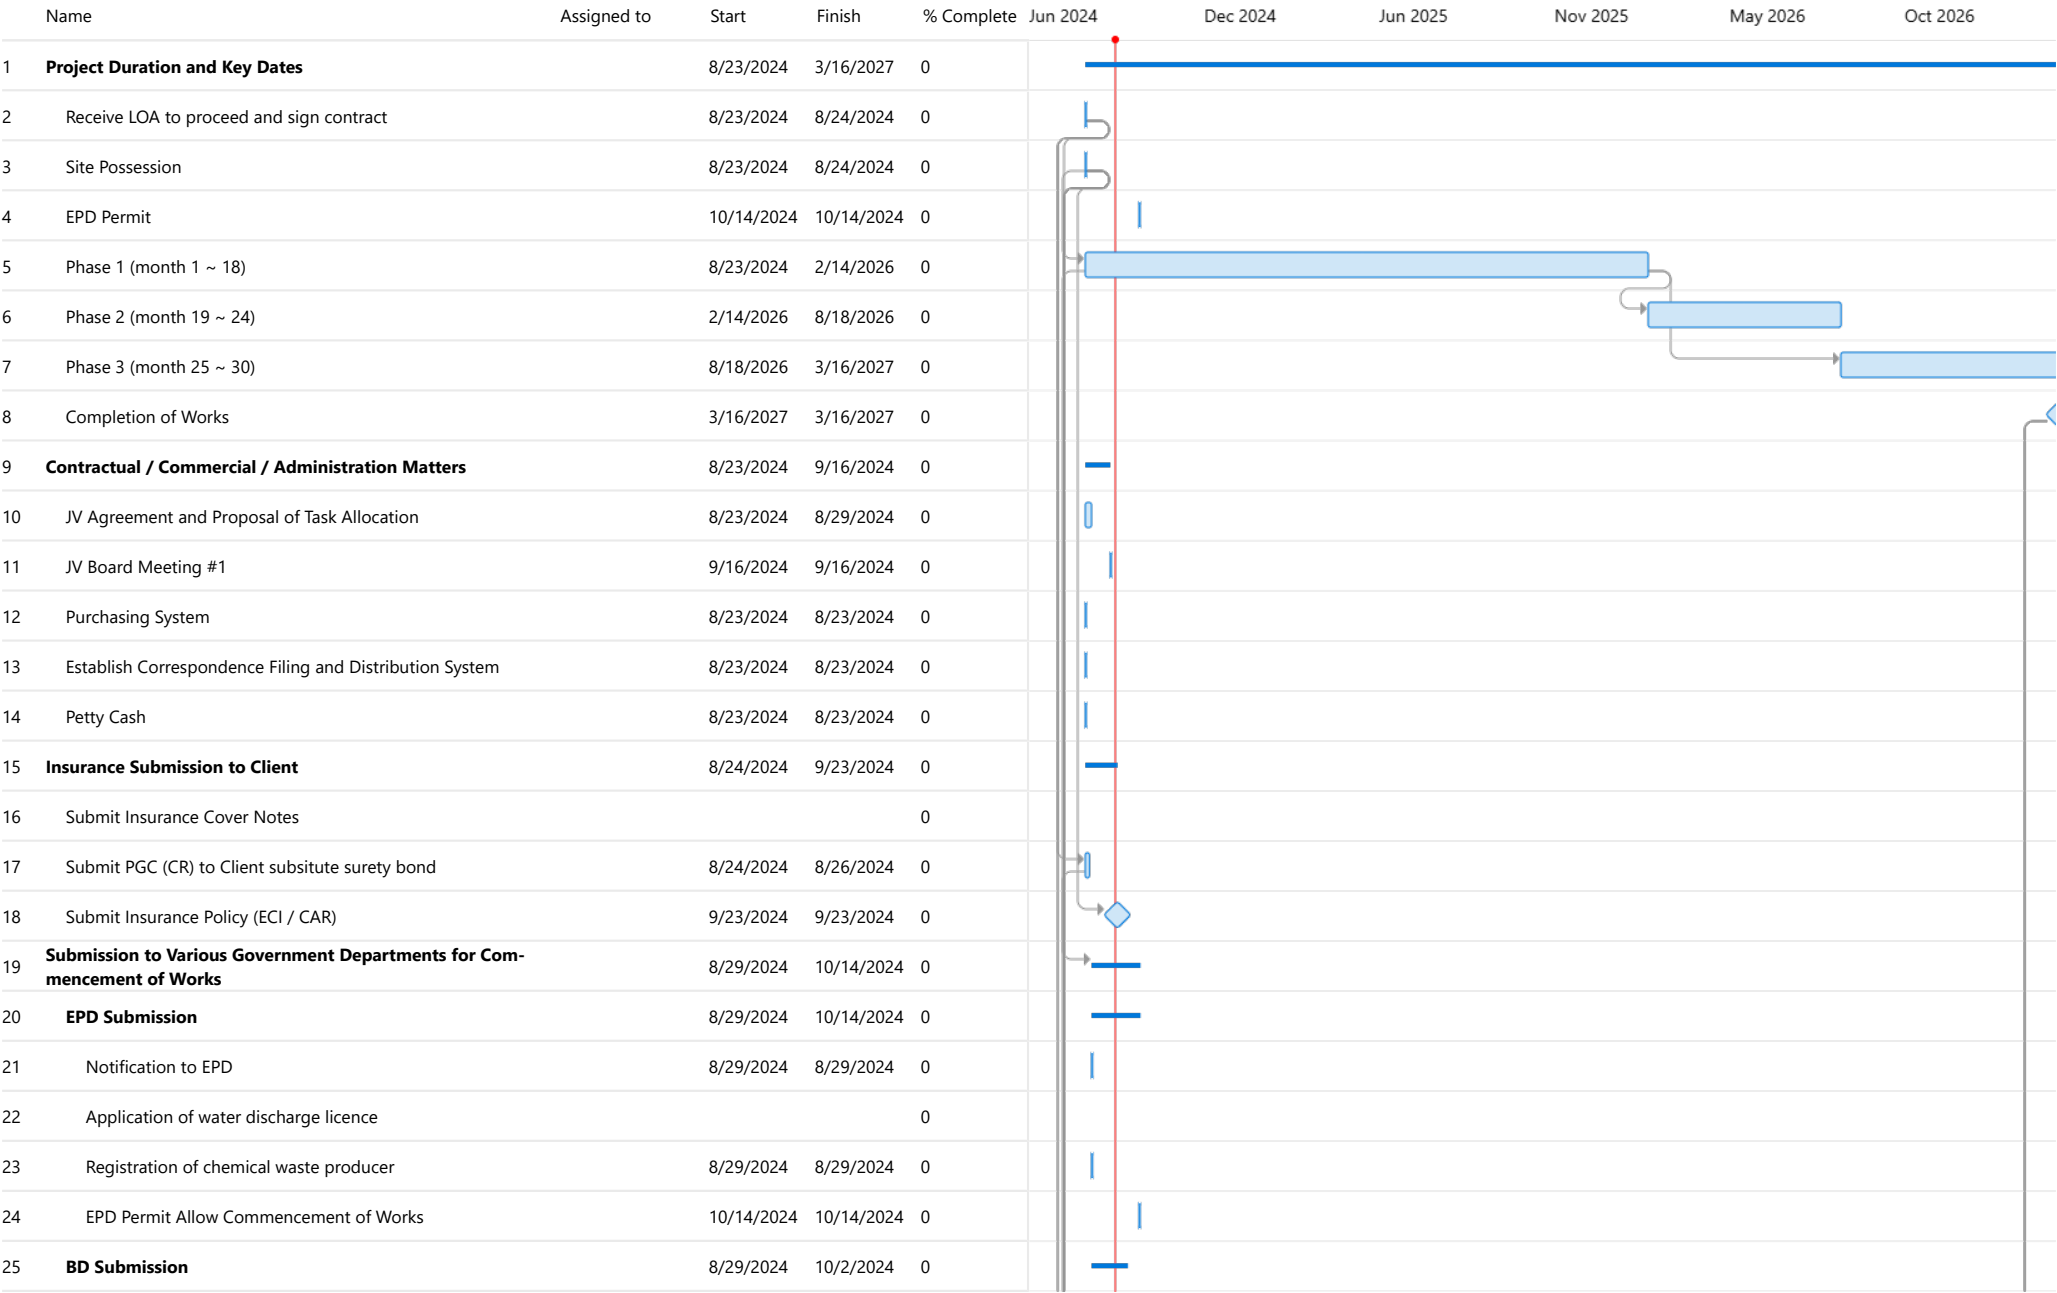 Name Assigned to Start Finish % Complete Jun 2024 Dec 2024 Jun 2025 Nov 2025 May 2026 Oct 2026
1 Project Duration and Key Dates 8/23/2024 3/16/2027 0
2 Receive LOA to proceed and sign contract 8/23/2024 8/24/2024 0
3 Site Possession 8/23/2024 8/24/2024 0
4 EPD Permit 10/14/2024 10/14/2024 0
5 Phase 1 (month 1 ~ 18) 8/23/2024 2/14/2026 0
6 Phase 2 (month 19 ~ 24) 2/14/2026 8/18/2026 0
7 Phase 3 (month 25 ~ 30) 8/18/2026 3/16/2027 0
8 Completion of Works 3/16/2027 3/16/2027 0
9 Contractual / Commercial / Administration Matters 8/23/2024 9/16/2024 0
10 JV Agreement and Proposal of Task Allocation 8/23/2024 8/29/2024 0
11 JV Board Meeting #1 9/16/2024 9/16/2024 0
12 Purchasing System 8/23/2024 8/23/2024 0
13 Establish Correspondence Filing and Distribution System 8/23/2024 8/23/2024 0
14 Petty Cash 8/23/2024 8/23/2024 0
15 Insurance Submission to Client 8/24/2024 9/23/2024 0
16 Submit Insurance Cover Notes 0
17 Submit PGC (CR) to Client subsitute surety bond 8/24/2024 8/26/2024 0
18 Submit Insurance Policy (ECI / CAR) 9/23/2024 9/23/2024 0
19 Submission to Various Government Departments for Com-
mencement of Works 8/29/2024 10/14/2024 0
20 EPD Submission 8/29/2024 10/14/2024 0
21 Notification to EPD 8/29/2024 8/29/2024 0
22 Application of water discharge licence 0
23 Registration of chemical waste producer 8/29/2024 8/29/2024 0
24 EPD Permit Allow Commencement of Works 10/14/2024 10/14/2024 0
25 BD Submission 8/29/2024 10/2/2024 0